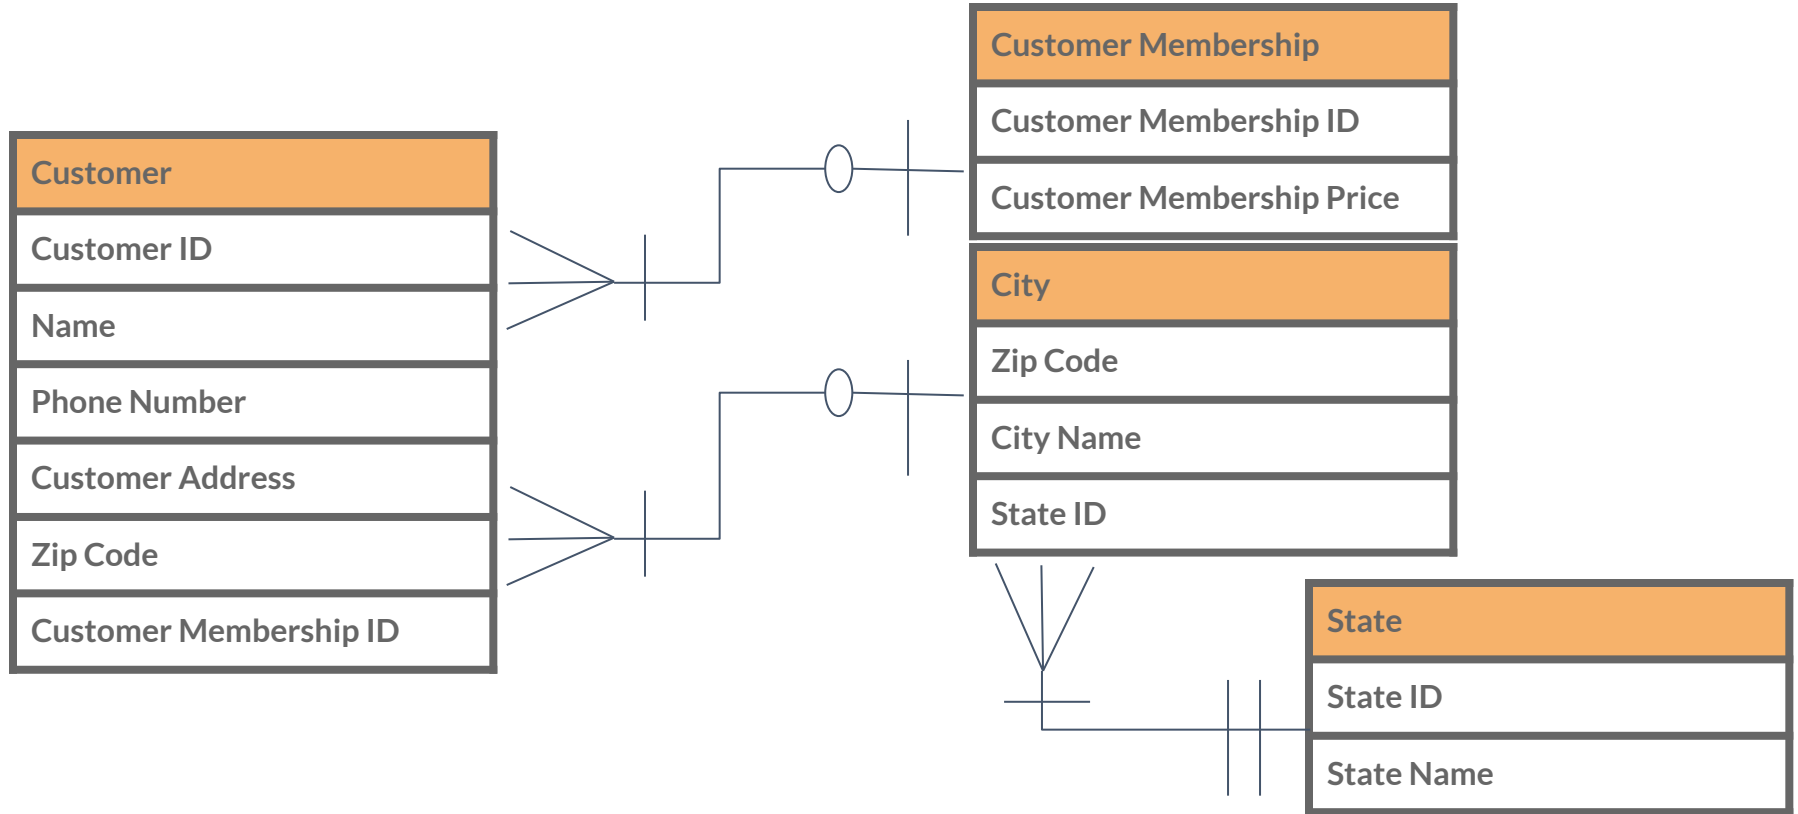 Customer
Customer ID
Name
Phone Number
Customer Address
Zip Code
Customer Membership ID
Customer Membership
Customer Membership ID
Customer Membership Price
City
Zip Code
City Name
State ID
State
State ID
State Name